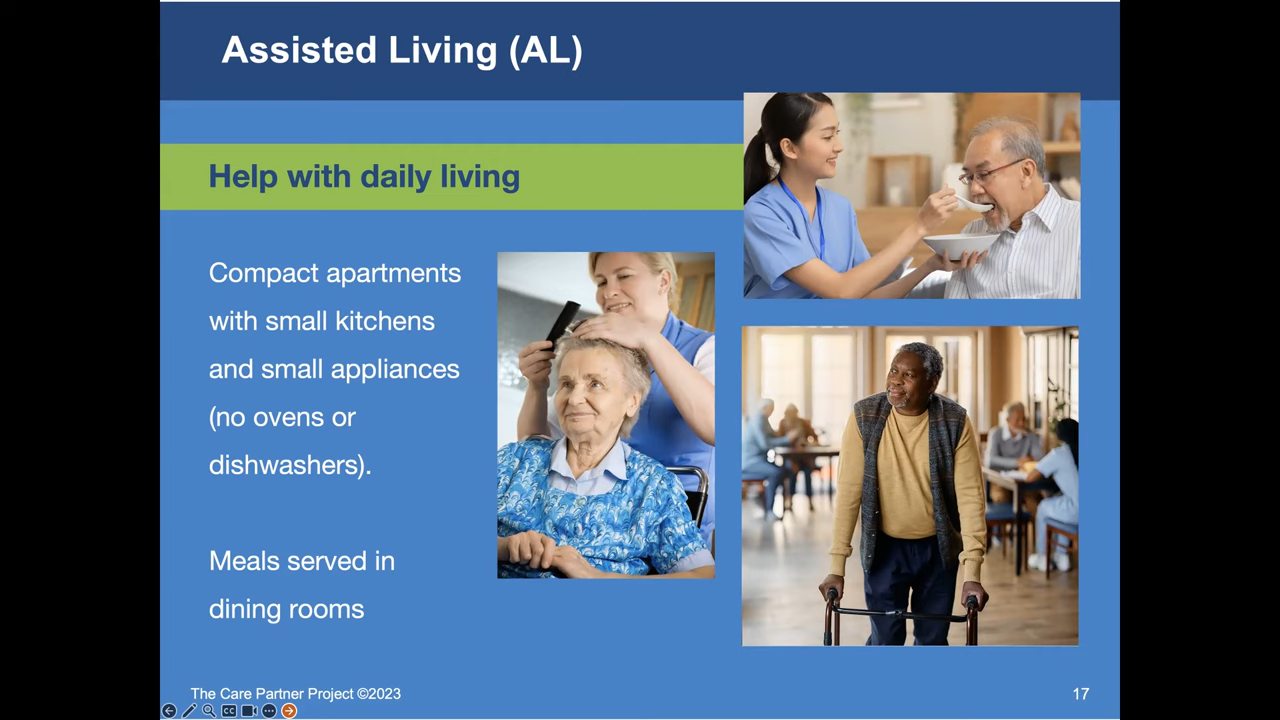 Assisted Living (AL)
Help with daily living
Compact apartments
with small kitchens
and small appliances
(no ovens or
dishwashers).
Meals served in
dining rooms
The Care Partner Project ©2023
17
CC